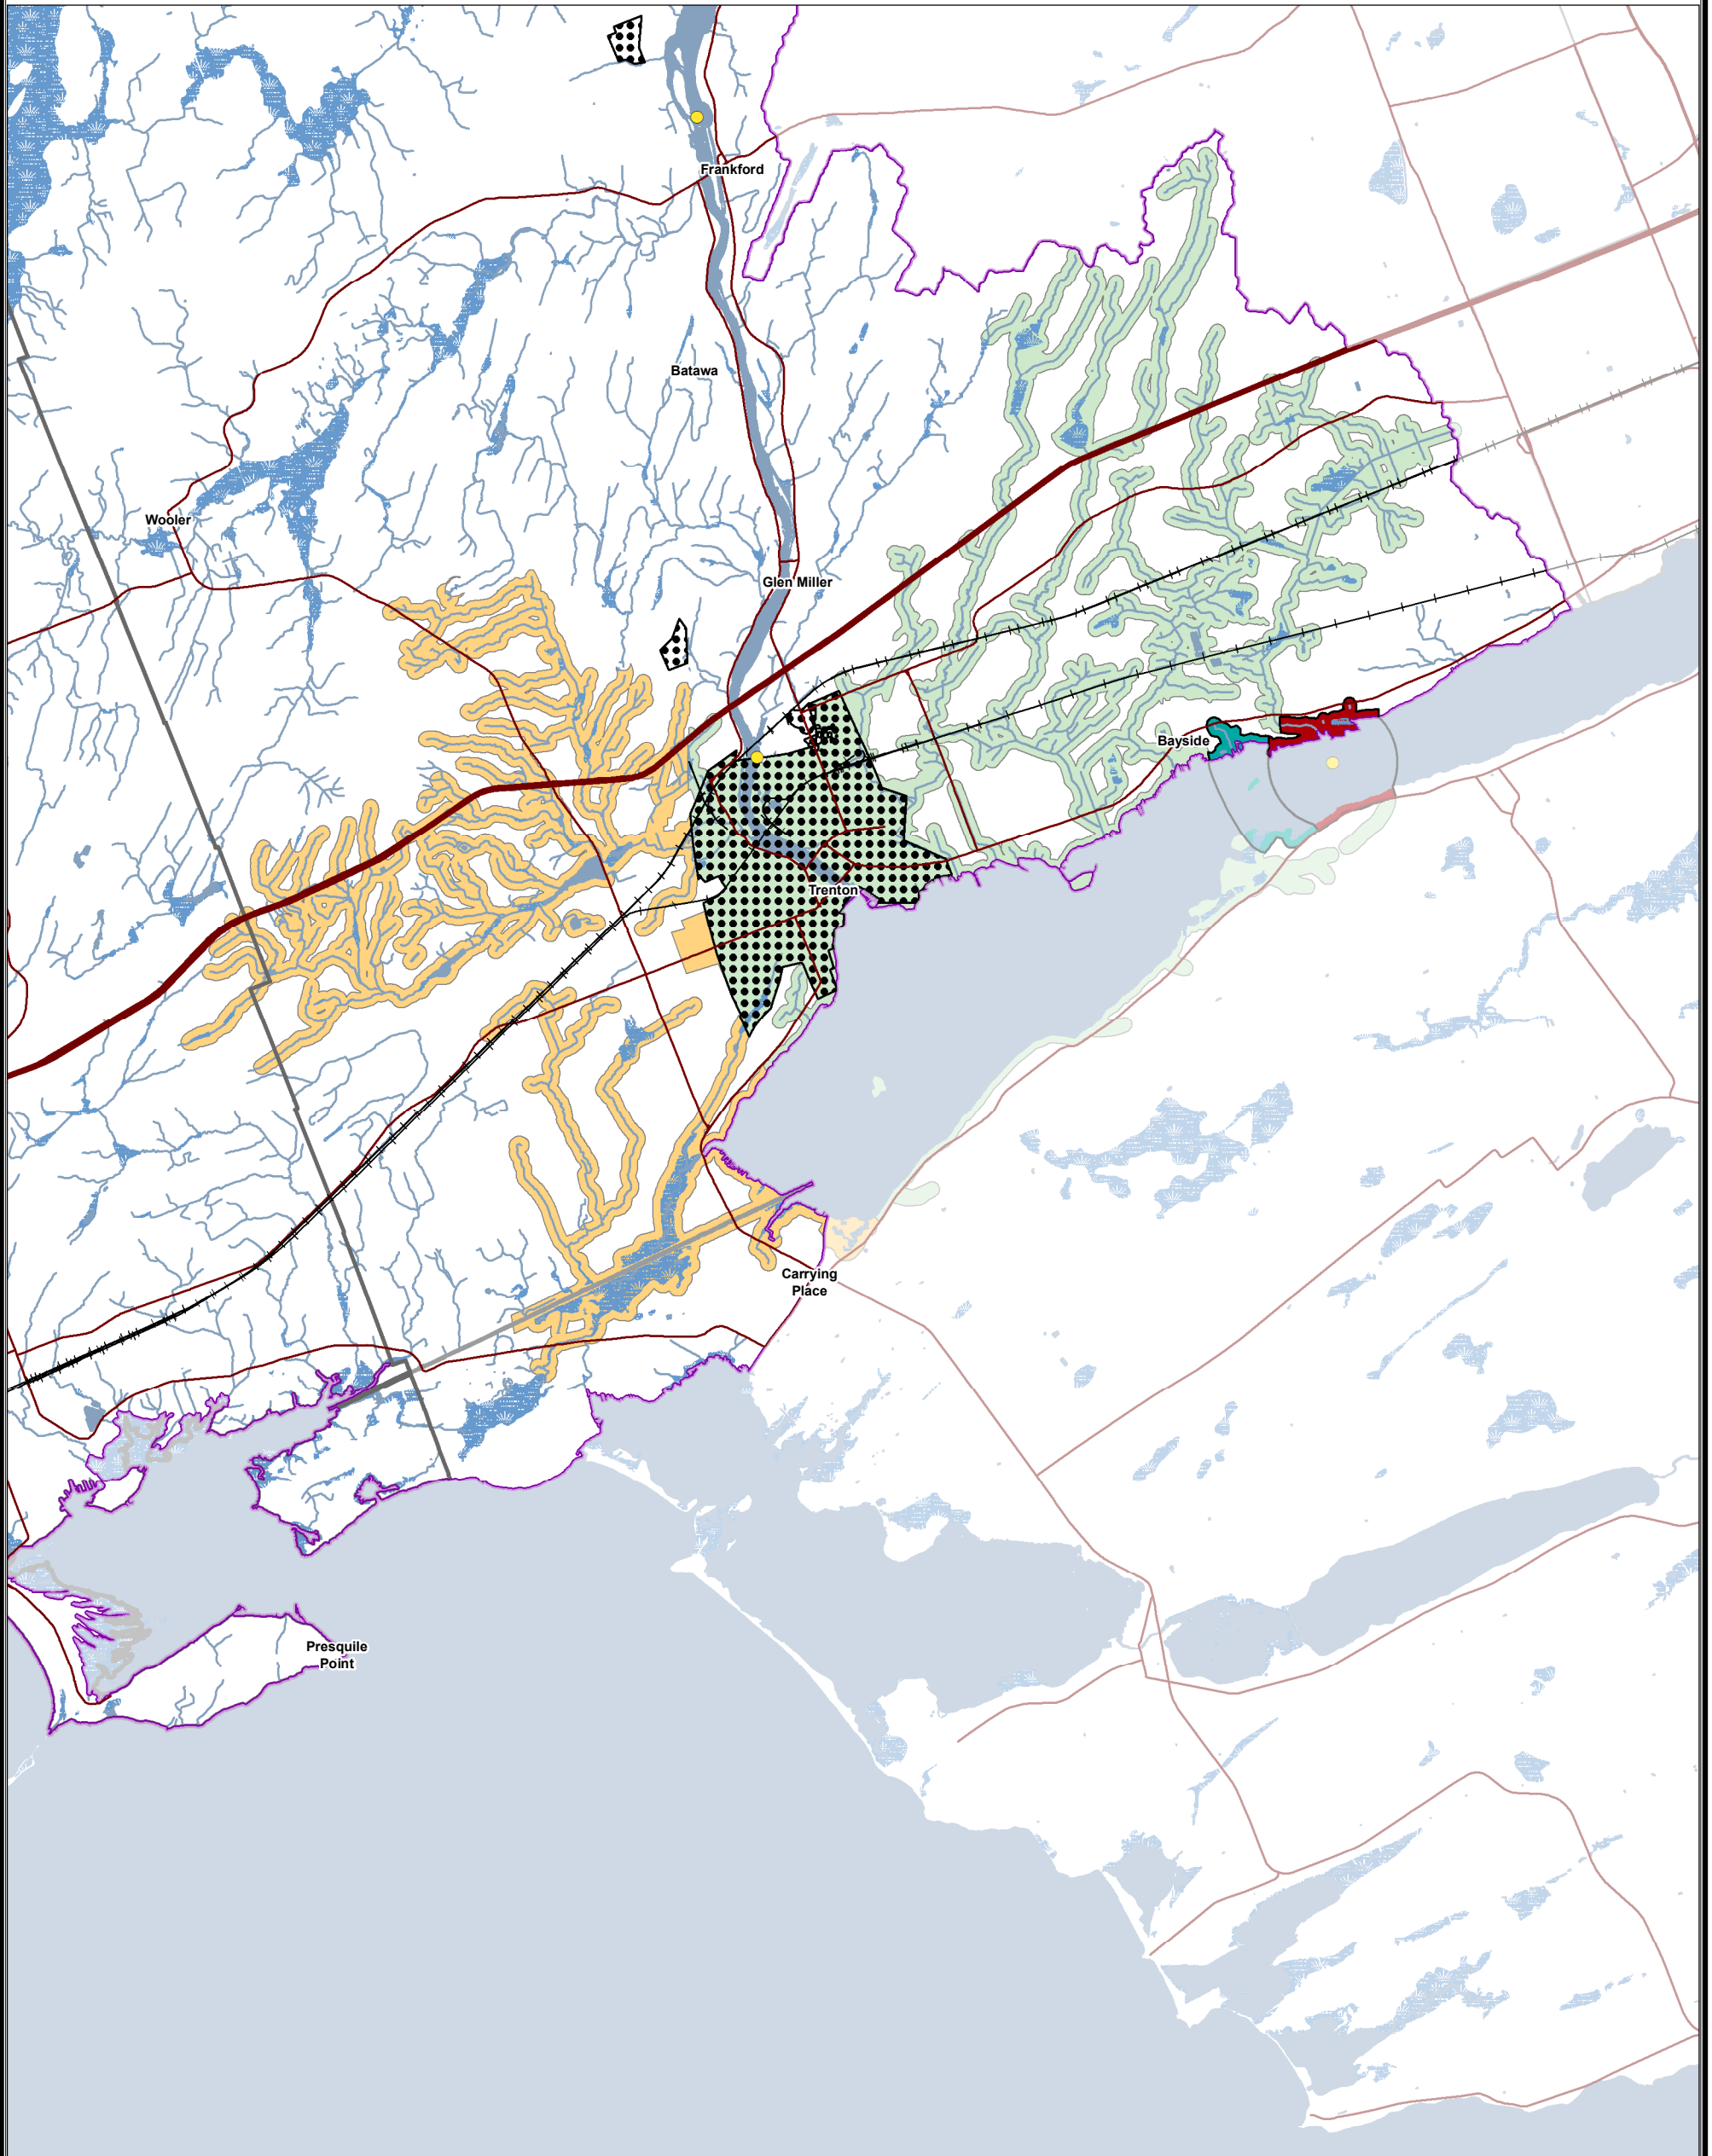 Frankford
Batawa
Wooler
Glen Miller
Bayside
Trenton
Carrying
Place
Presquile
Point